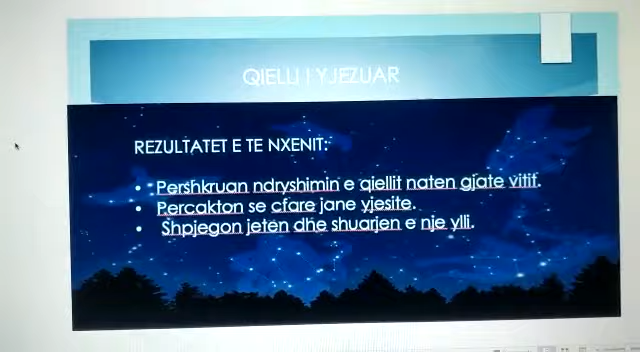 QIELLI I YJEZUAR
REZULTATET E TE NXENIT:
Pershkruan ndryshimin e qiellit naten gjate vitit.
Percakton se cfare jane yjesite.
Shpjegon jeten dhe shuarjen e nje ylli.